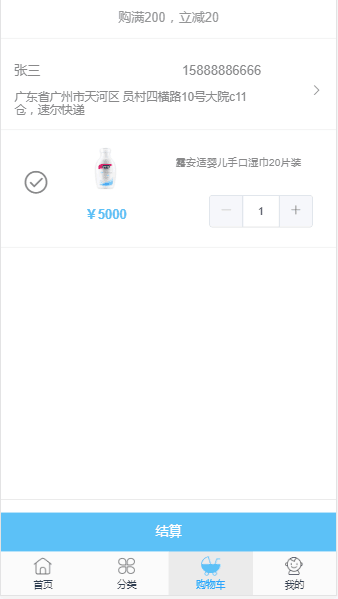 购满200，立减20
张三 15888886666
广东省广州市天河区 员村四横路10号大院c11
仓，速尔快递
露安适婴儿手口湿巾20片装
￥5000
— 1 +
结算
首页 分类 购物车 我的